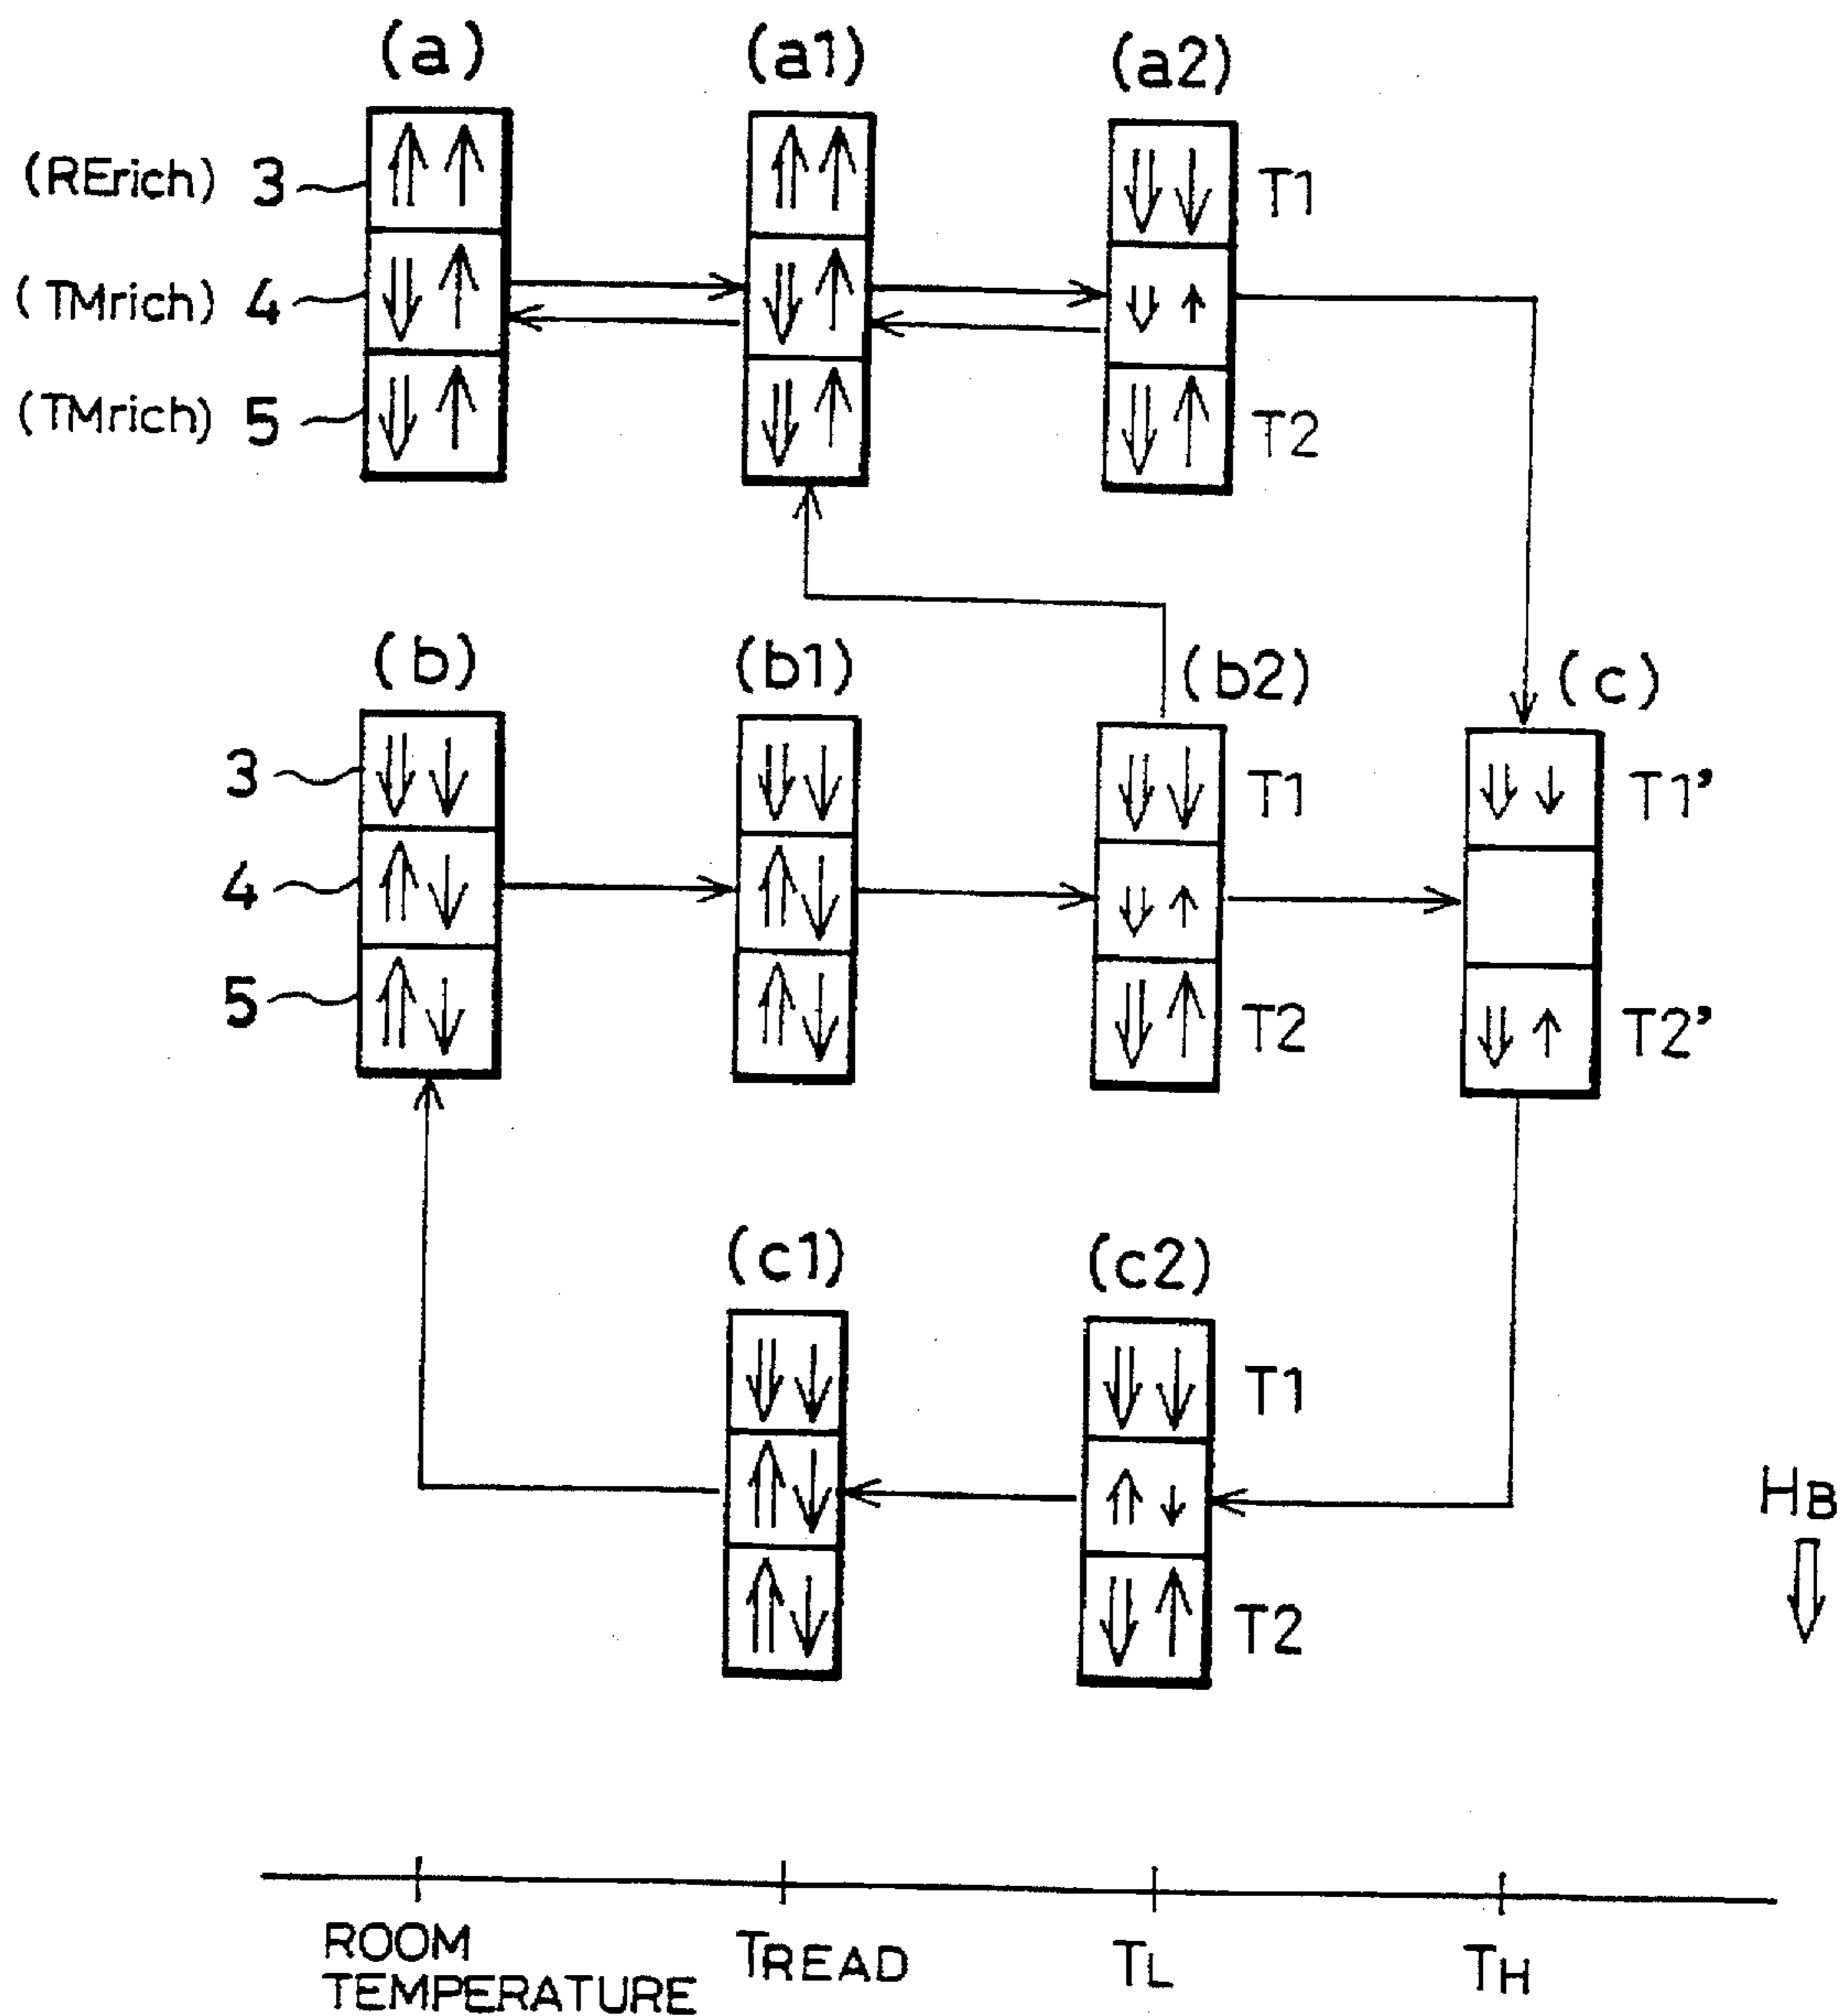 (a) (a1) (a2)
(RErich) 3 T1
(TMrich) 4
(TMrich) 5 T2
(b) (b1) (b2) (c)
3 T1 T1'
4
5 T2 T2'
(c1) (c2)
T1
HB
T2
ROOM TEMPERATURE TREAD TL TH